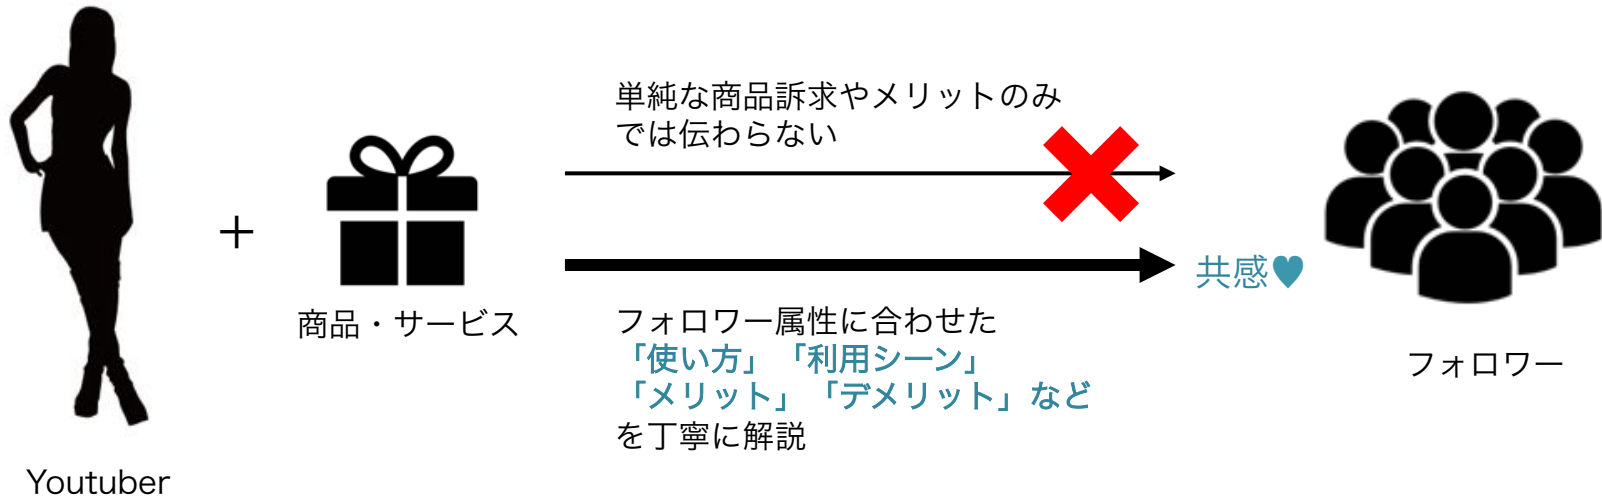 単純な商品訴求やメリットのみ
では伝わらない
＋
商品・サービス
共感♥
フォロワー属性に合わせた
「使い方」「利用シーン」
「メリット」「デメリット」など
を丁寧に解説
フォロワー
Youtuber